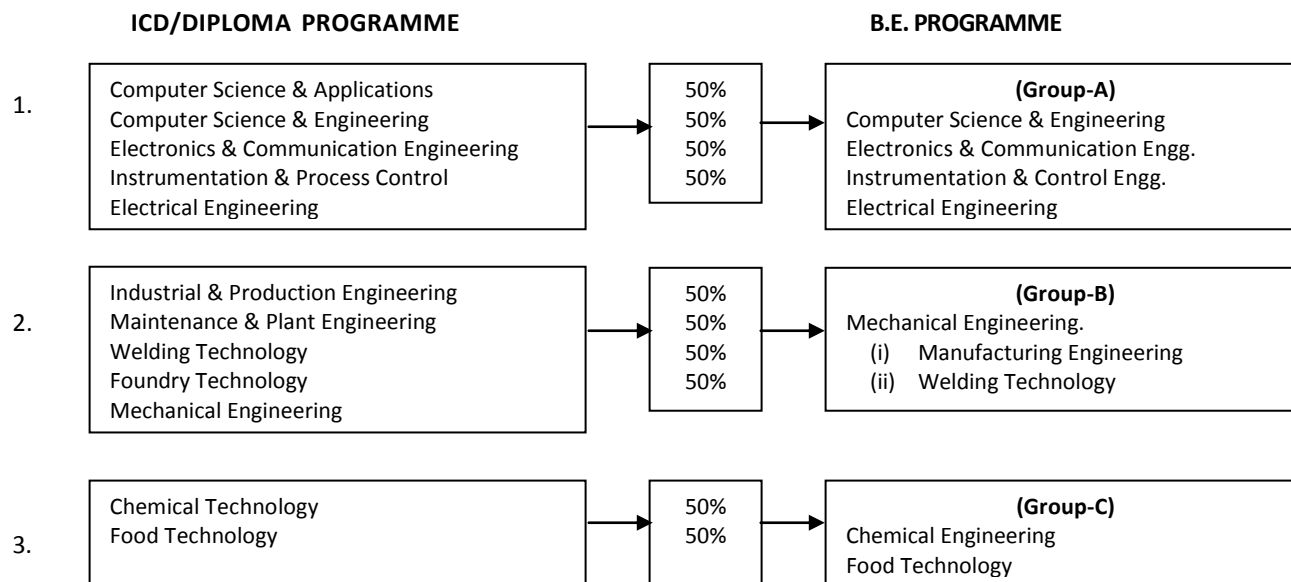 ICD/DIPLOMA PROGRAMME
B.E. PROGRAMME
1.
Computer Science & Applications
Computer Science & Engineering
Electronics & Communication Engineering
Instrumentation & Process Control
Electrical Engineering
50%
50%
50%
50%
(Group-A)
Computer Science & Engineering
Electronics & Communication Engg.
Instrumentation & Control Engg.
Electrical Engineering
2.
Industrial & Production Engineering
Maintenance & Plant Engineering
Welding Technology
Foundry Technology
Mechanical Engineering
50%
50%
50%
50%
(Group-B)
Mechanical Engineering.
(i) Manufacturing Engineering
(ii) Welding Technology
3.
Chemical Technology
Food Technology
50%
50%
(Group-C)
Chemical Engineering
Food Technology